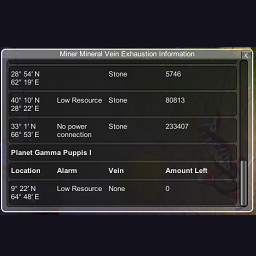 Miner Mineral Vein Exhaustion Information
X
28° 54' N
62° 19' E
Stone
5746
40° 10' N
28° 22' E
Low Resource
Stone
80813
33° 1' N
66° 53' E
No power
connection
Stone
233407
Planet Gamma Puppis I
Location Alarm Vein Amount Left
9° 22' N
64° 48' E
Low Resource
None
0